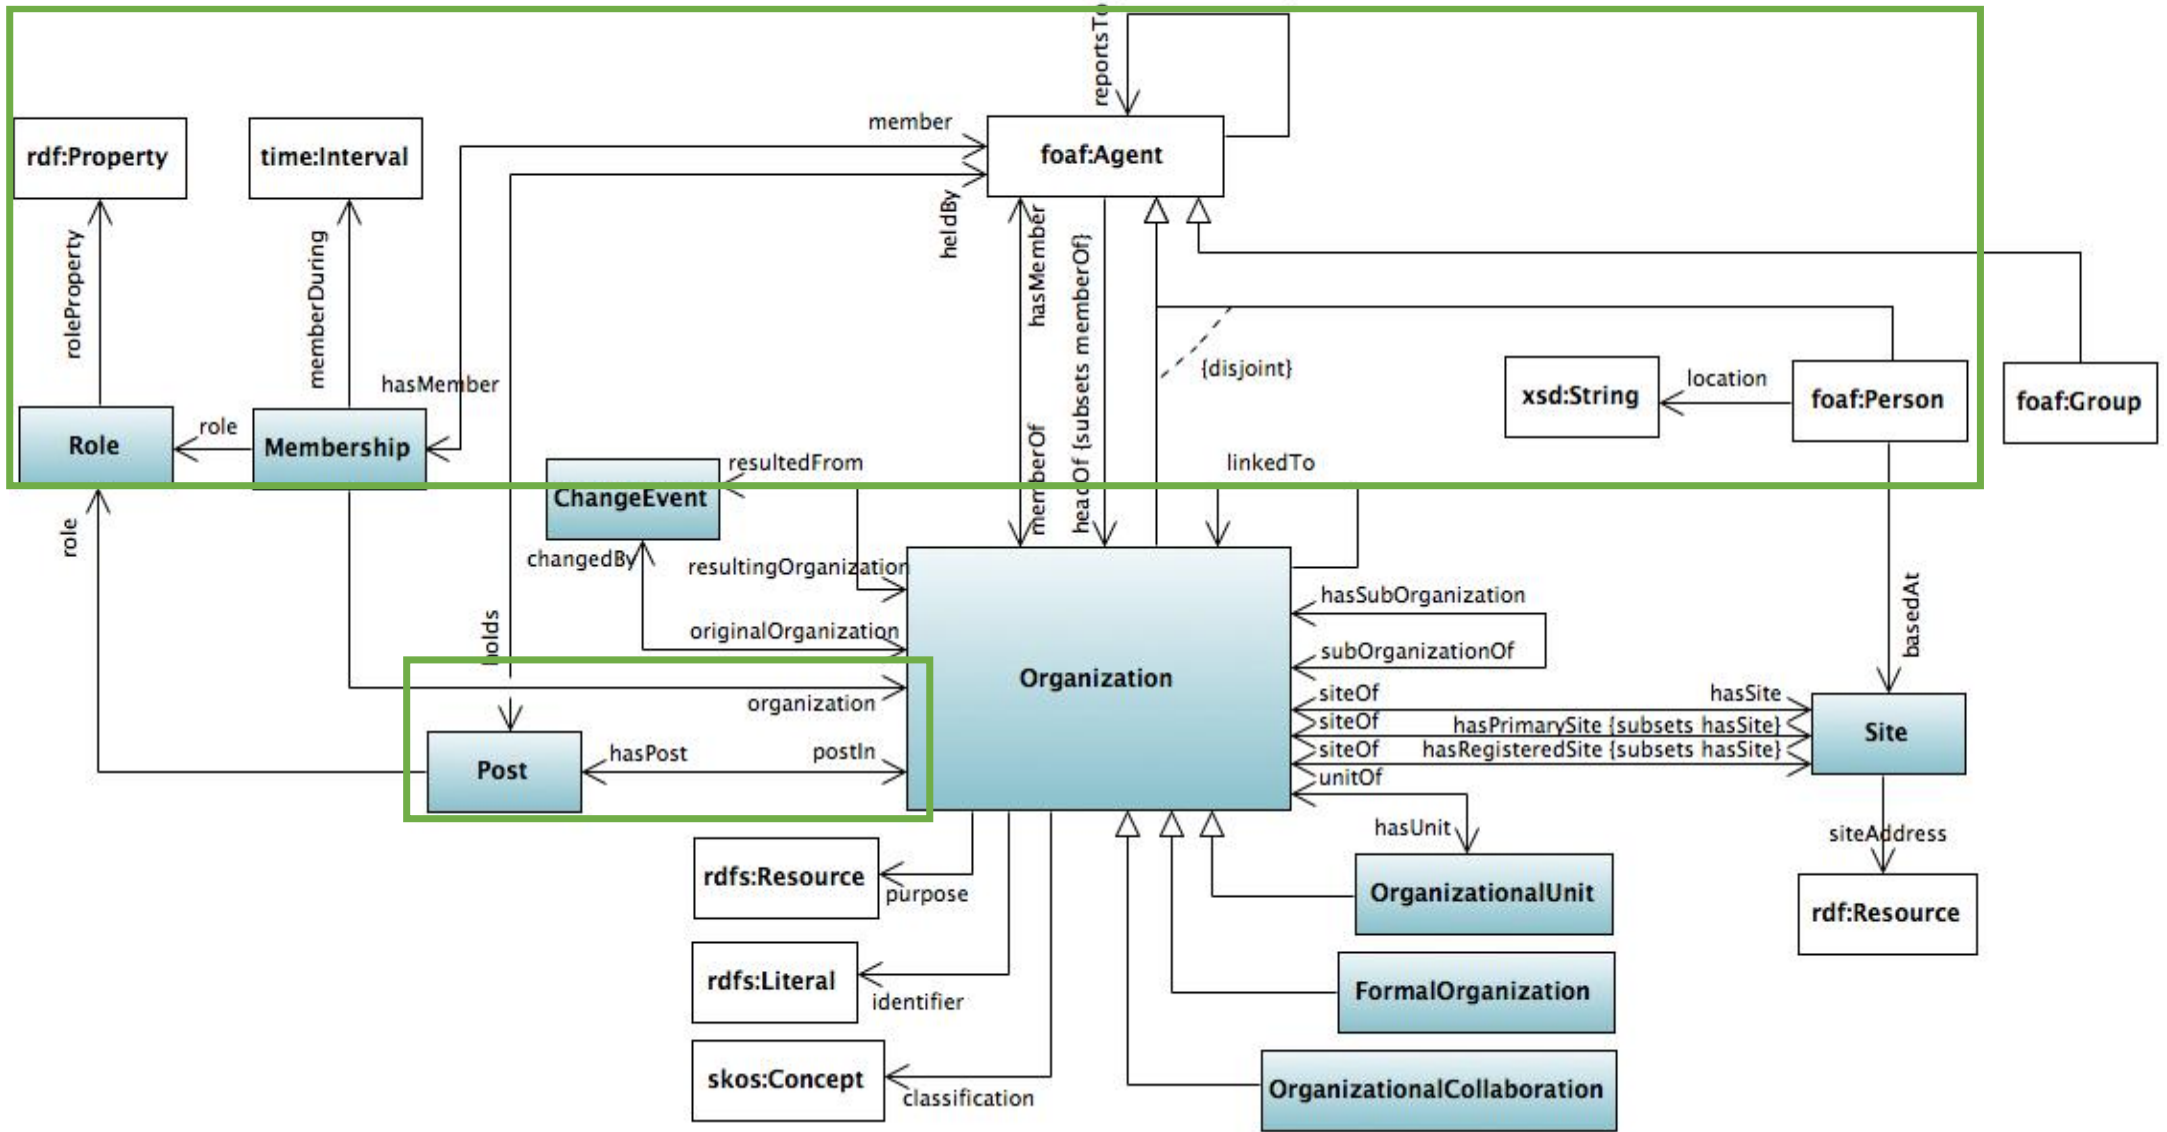 reportsTo
member
foaf:Agent
rdf:Property
time:Interval
heldBy
hasMember
roleProperty
memberDuring
headOf {subsets memberOf}
{disjoint}
hasMember
xsd:String
location
foaf:Person
foaf:Group
Role
role
Membership
memberOf
resultedFrom
linkedTo
ChangeEvent
role
changedBy
resultingOrganization
hasSubOrganization
basedAt
holds
originalOrganization
subOrganizationOf
Organization
organization
siteOf
hasSite
siteOf
hasPrimarySite {subsets hasSite}
siteOf
hasRegisteredSite {subsets hasSite}
Site
Post
hasPost
postIn
unitOf
hasUnit
siteAddress
rdfs:Resource
purpose
OrganizationalUnit
rdf:Resource
rdfs:Literal
identifier
FormalOrganization
skos:Concept
classification
OrganizationalCollaboration